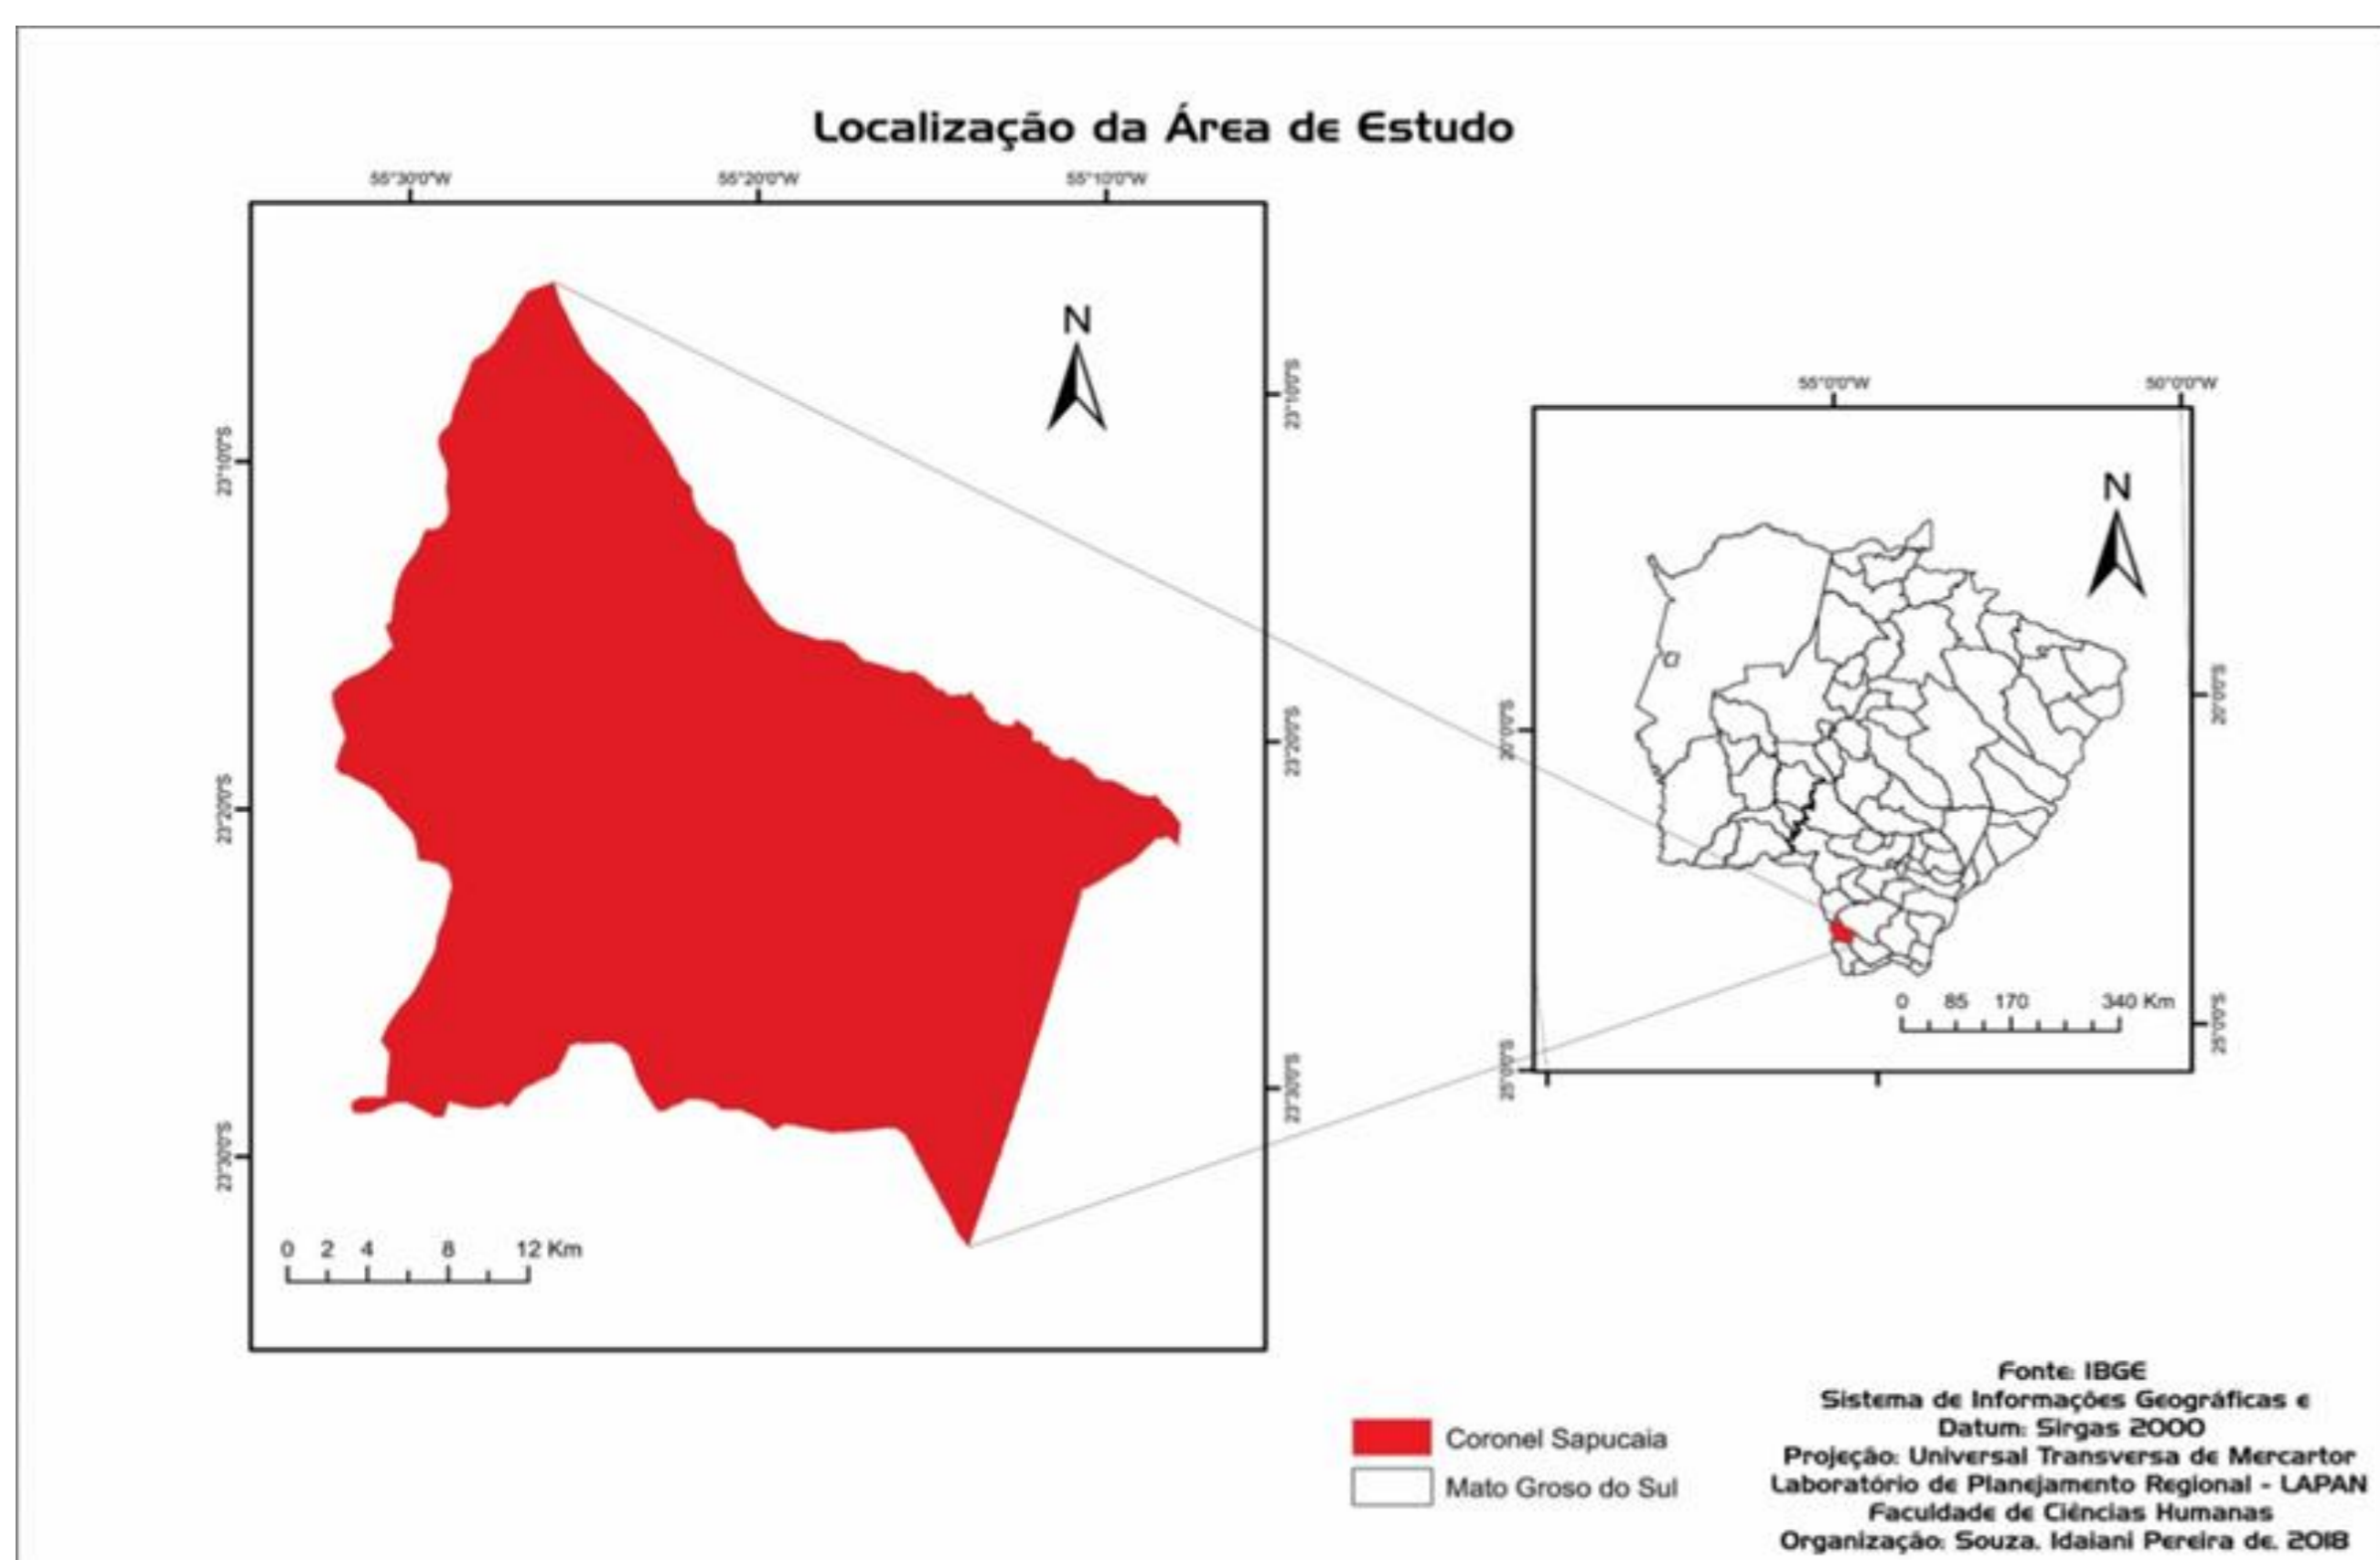 Localização da Área de Estudo
55°30'0"W 55°20'0"W 55°10'0"W
N
23°10'0"S
23°20'0"S
23°30'0"S
23°10'0"S
23°20'0"S
23°30'0"S
0 2 4 8 12 Km
55°0'0"W 50°0'0"W
N
20°0'0"S
25°0'0"S
20°0'0"S
25°0'0"S
0 85 170 340 Km
Coronel Sapucaia
Mato Groso do Sul
Fonte: IBGE
Sistema de Informações Geográficas e
Datum: Sirgas 2000
Projeção: Universal Transversa de Mercartor
Laboratório de Planejamento Regional - LAPAN
Faculdade de Ciências Humanas
Organização: Souza. Idaiani Pereira de. 2018